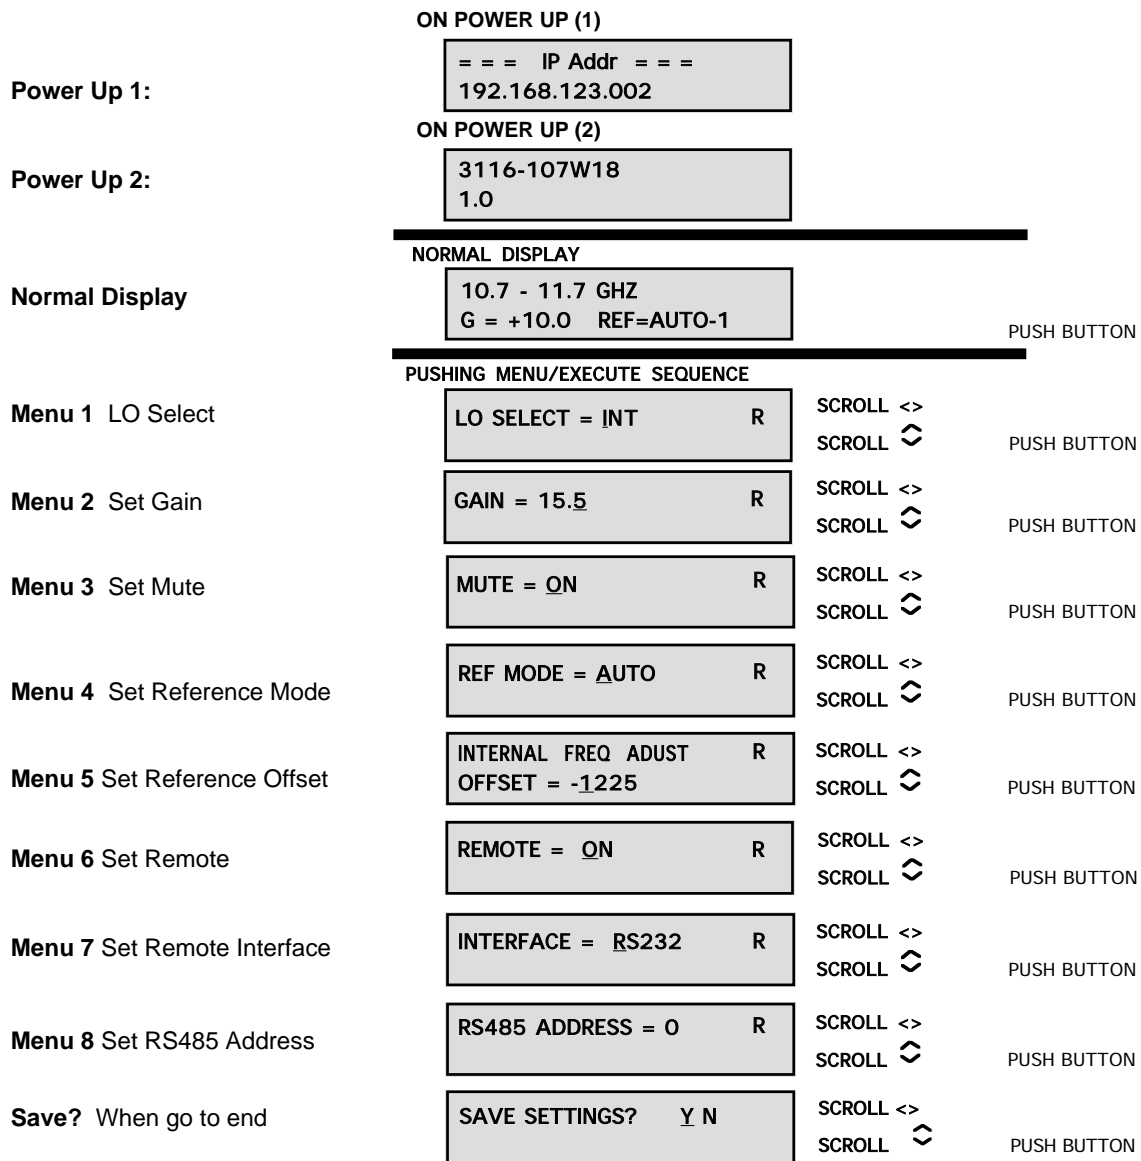 ON POWER UP (1)
Power Up 1:
= = = IP Addr = = =
192.168.123.002
ON POWER UP (2)
Power Up 2:
3116-107W18
1.0
NORMAL DISPLAY
Normal Display
10.7 - 11.7 GHZ
G = +10.0 REF=AUTO-1
PUSH BUTTON
PUSHING MENU/EXECUTE SEQUENCE
Menu 1 LO Select
LO SELECT = INT R
SCROLL <>
SCROLL
PUSH BUTTON
Menu 2 Set Gain
GAIN = 15.5 R
SCROLL <>
SCROLL
PUSH BUTTON
Menu 3 Set Mute
MUTE = ON R
SCROLL <>
SCROLL
PUSH BUTTON
Menu 4 Set Reference Mode
REF MODE = AUTO R
SCROLL <>
SCROLL
PUSH BUTTON
Menu 5 Set Reference Offset
INTERNAL FREQ ADUST R
OFFSET = -1225
SCROLL <>
SCROLL
PUSH BUTTON
Menu 6 Set Remote
REMOTE = ON R
SCROLL <>
SCROLL
PUSH BUTTON
Menu 7 Set Remote Interface
INTERFACE = RS232 R
SCROLL <>
SCROLL
PUSH BUTTON
Menu 8 Set RS485 Address
RS485 ADDRESS = 0 R
SCROLL <>
SCROLL
PUSH BUTTON
Save? When go to end
SAVE SETTINGS? Y N
SCROLL <>
SCROLL
PUSH BUTTON